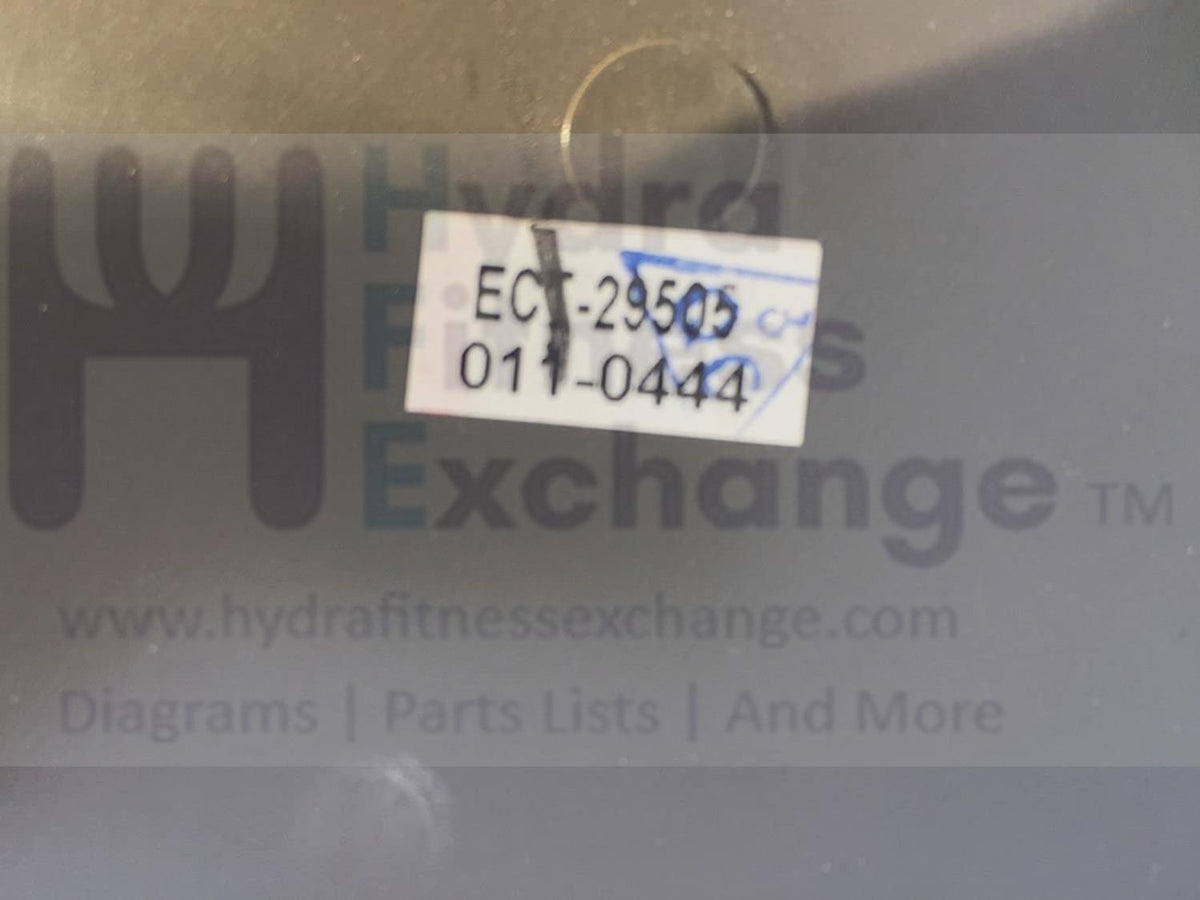 Hydra
Fitness
Exchange TM
ECT-29505
011-0444
www.hydrafitnessexchange.com
Diagrams | Parts Lists | And More